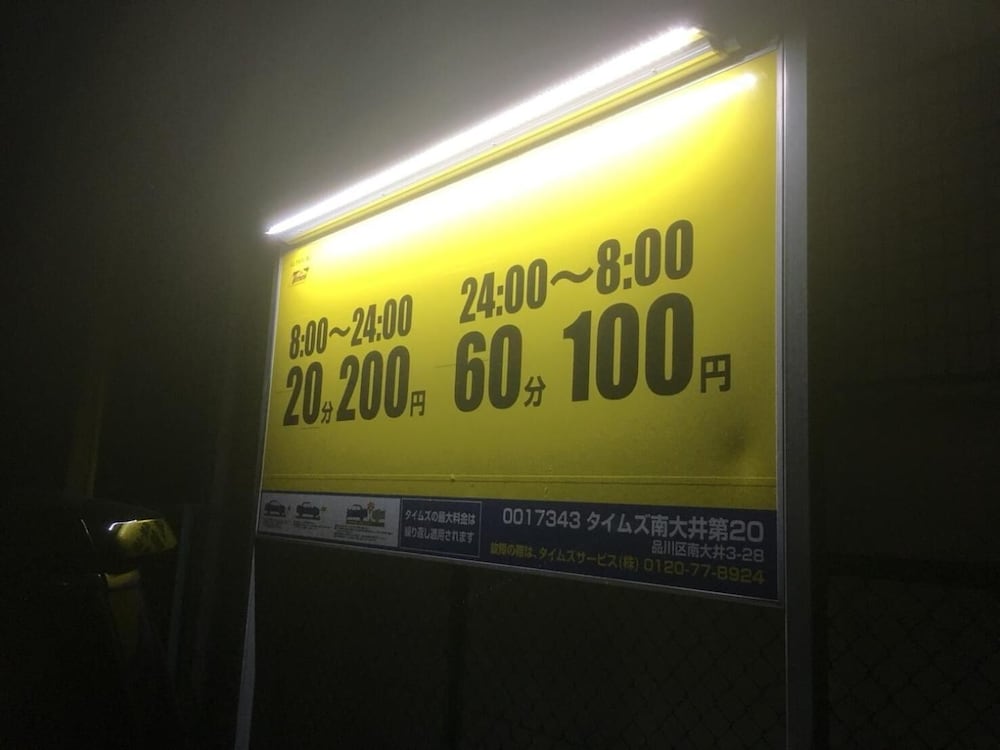 8:00〜24:00
20分200円
24:00〜8:00
60分 100円
タイムズの最大料金は
繰り返し適用されます
0017343 タイムズ南大井第20
品川区南大井3-28
故障の際は、タイムズサービス(株) 0120-77-8924